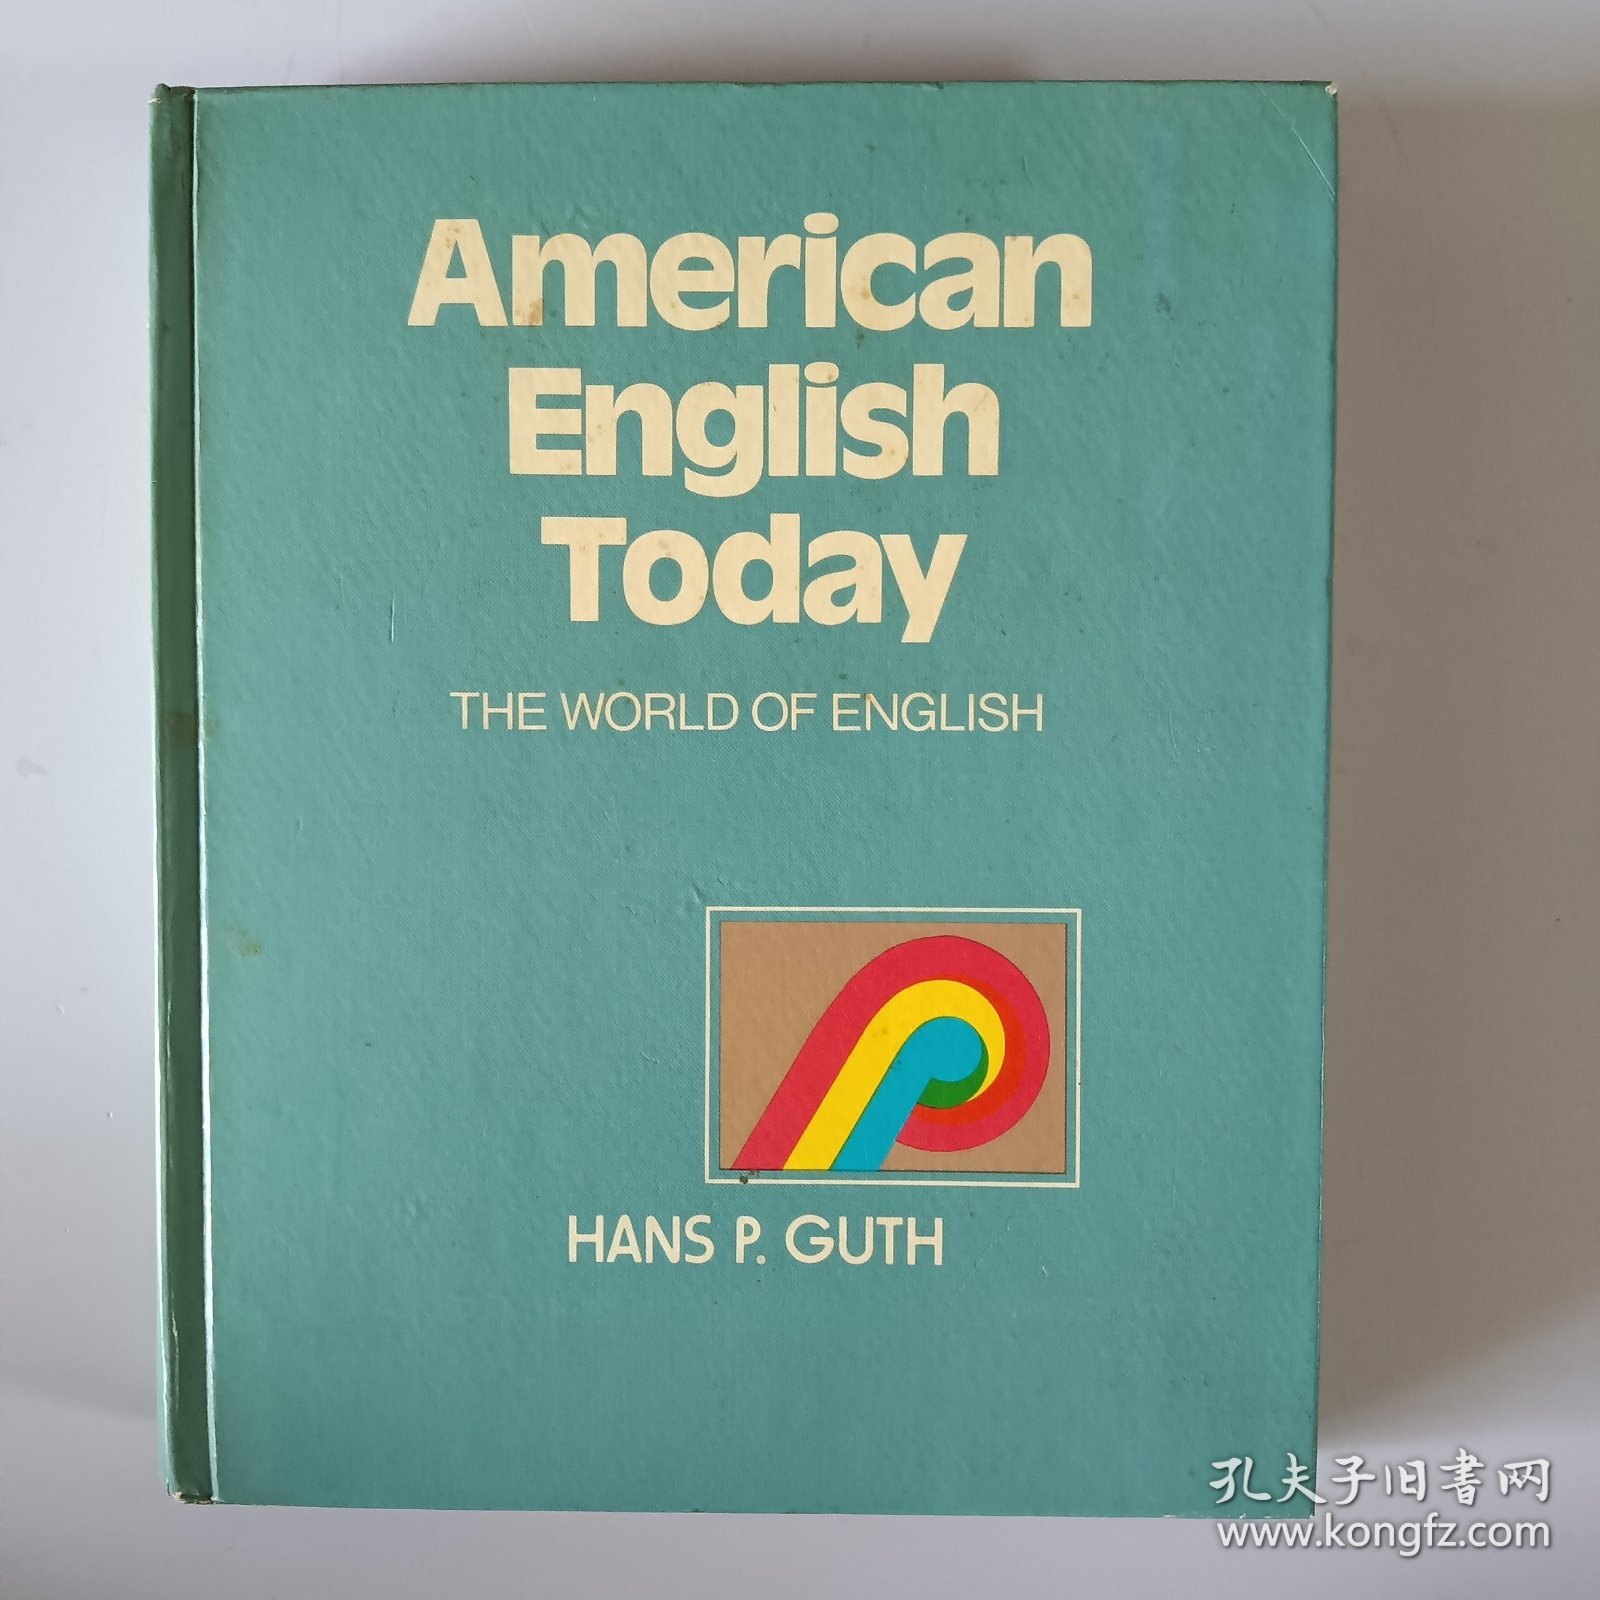 American
English
Today
THE WORLD OF ENGLISH
HANS P. GUTH
孔夫子旧书网
www.kongfz.com